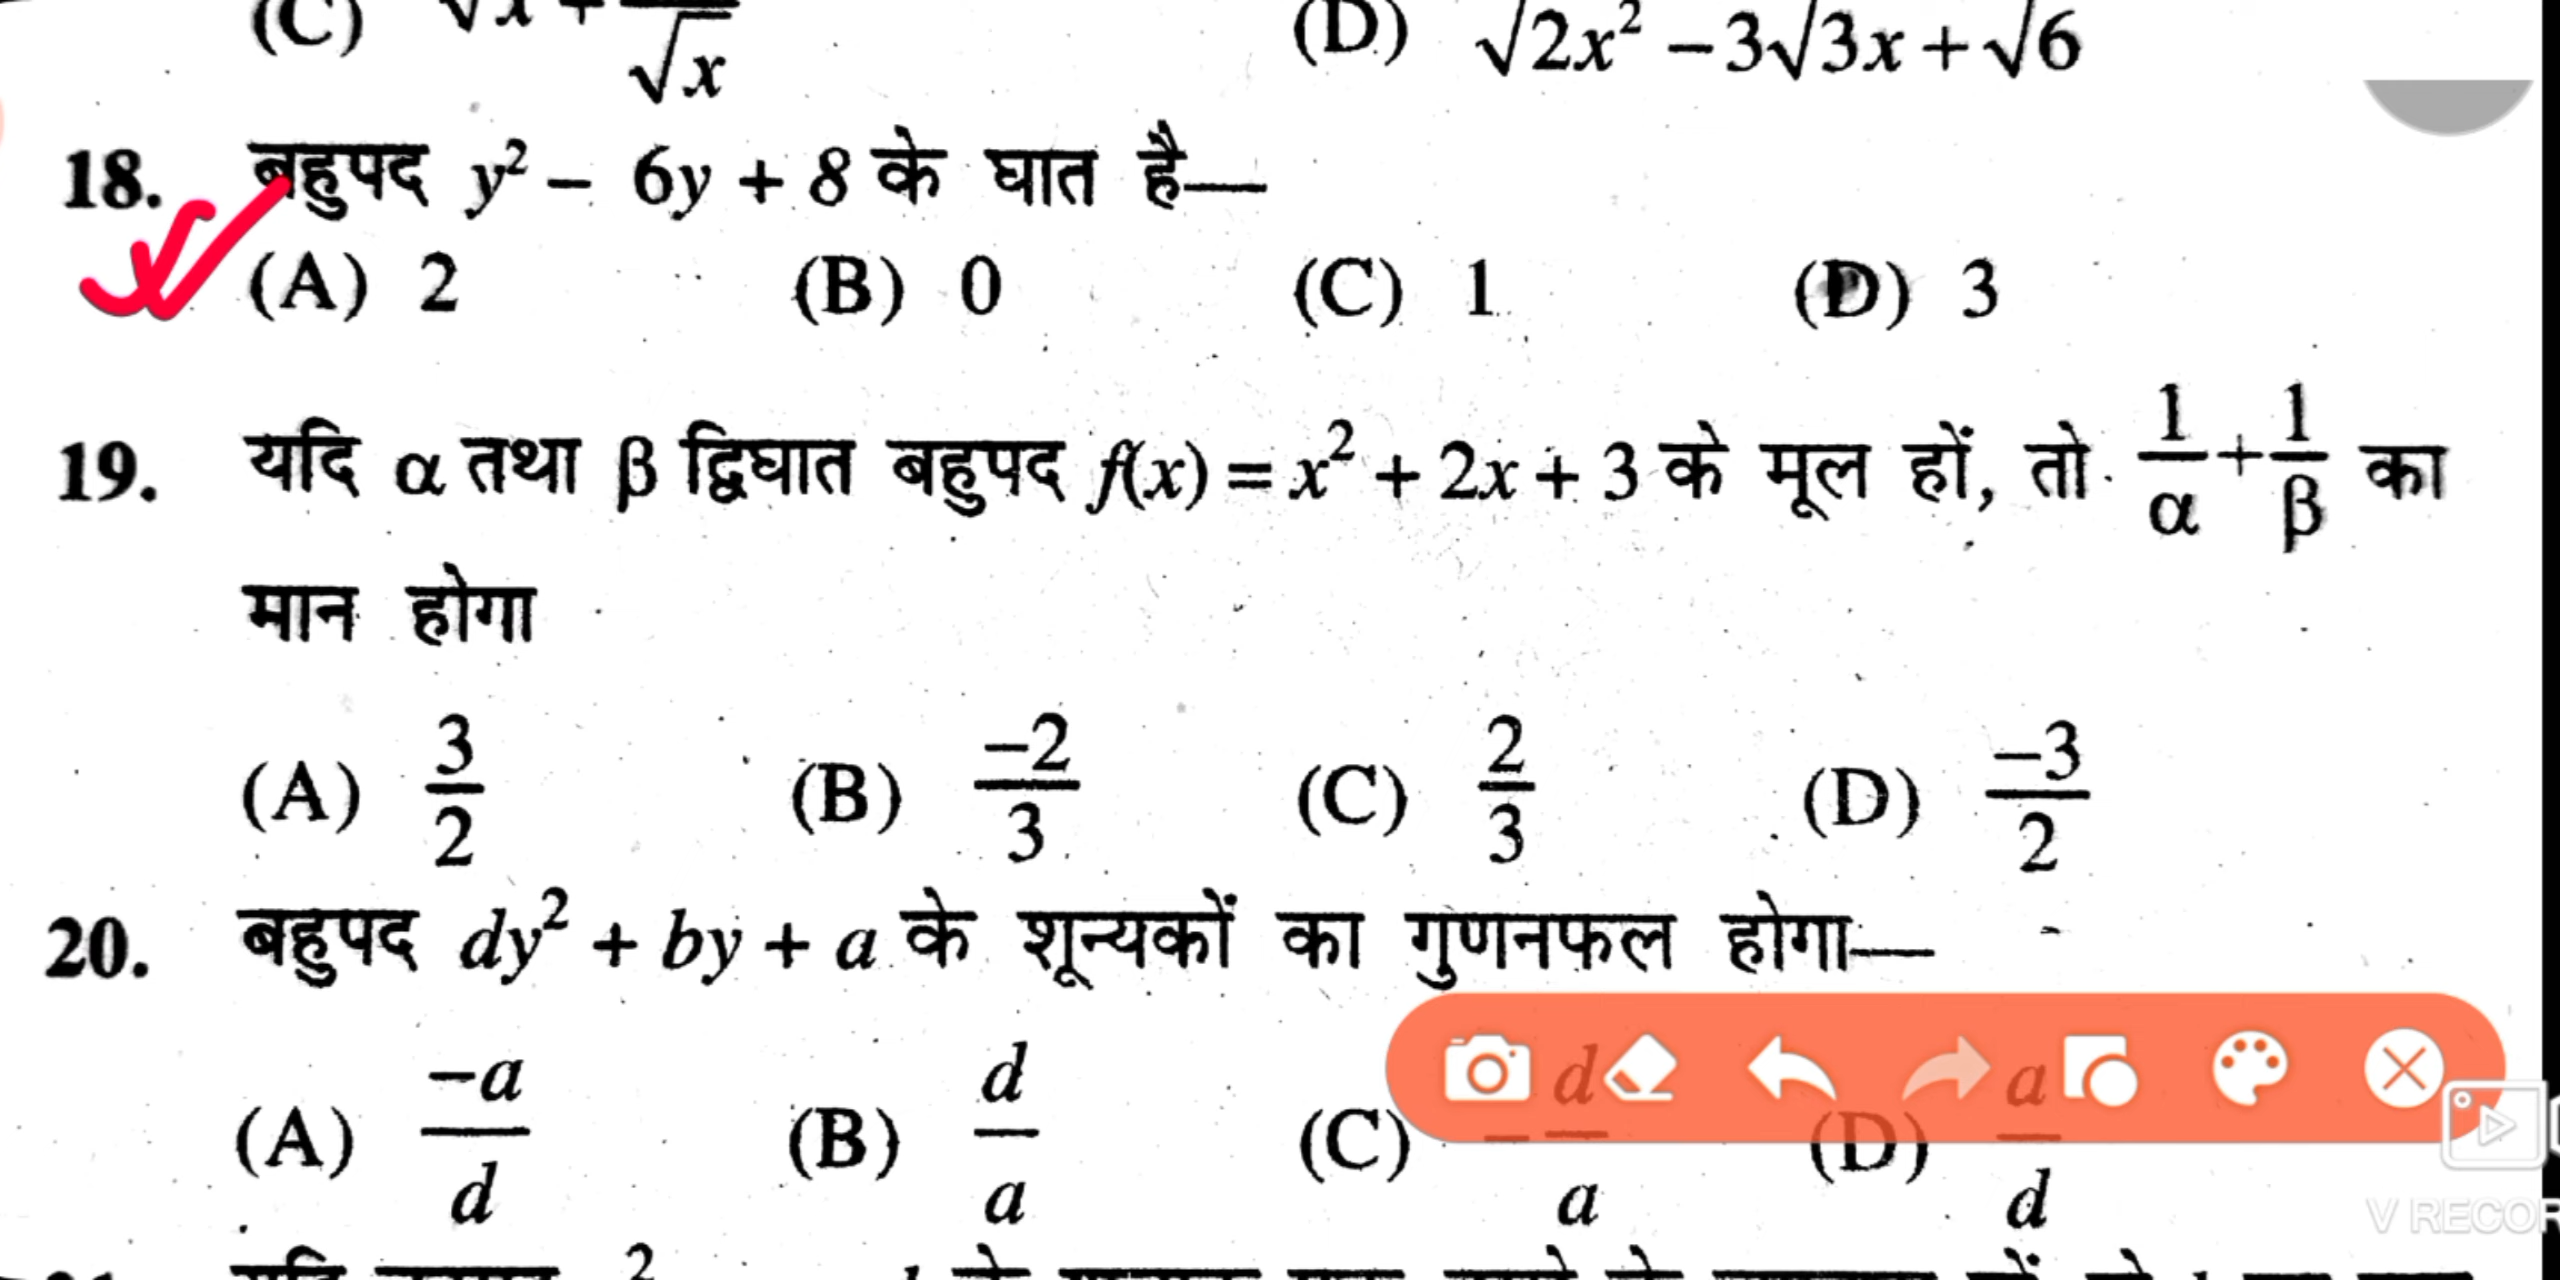 (C) √x + —/√x (D) √2x² − 3√3x + √6
18. बहुपद y² − 6y + 8 के घात है—
(A) 2 (B) 0 (C) 1 (D) 3
19. यदि α तथा β द्विघात बहुपद f(x) = x² + 2x + 3 के मूल हों, तो 1/α + 1/β का
मान होगा
(A) 3/2 (B) −2/3 (C) 2/3 (D) −3/2
20. बहुपद dy² + by + a के शून्यकों का गुणनफल होगा—
(A) −a/d (B) d/a (C) −d/a (D) a/d
V RECOR